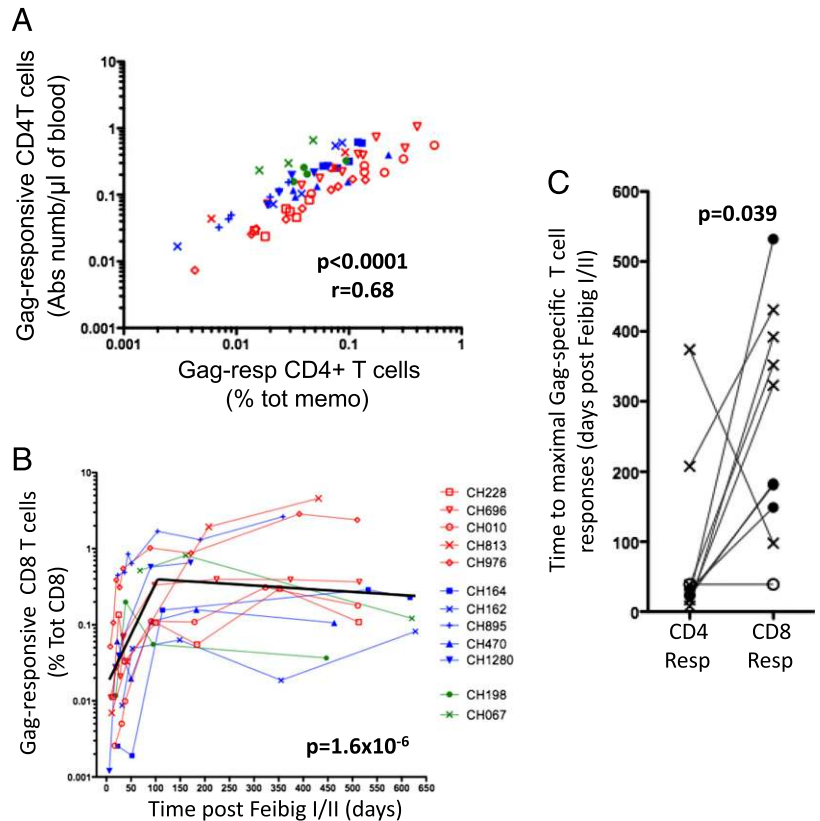 A
Gag-responsive CD4T cells
(Abs numb/µl of blood)
10
1
0.1
0.01
0.001
0.001
0.01
0.1
1
p<0.0001
r=0.68
Gag-resp CD4+ T cells
(% tot memo)
B
Gag-responsive CD8 T cells
(% Tot CD8)
10
1
0.1
0.01
0.001
0 50 100 150 200 250 300 350 400 450 500 550 600 650
p=1.6x10-6
Time post Feibig I/II (days)
CH228
CH696
CH010
CH813
CH976
CH164
CH162
CH895
CH470
CH1280
CH198
CH067
C
Time to maximal Gag-specific T cell
responses (days post Feibig I/II)
600
500
400
300
200
100
0
p=0.039
CD4 CD8
Resp Resp